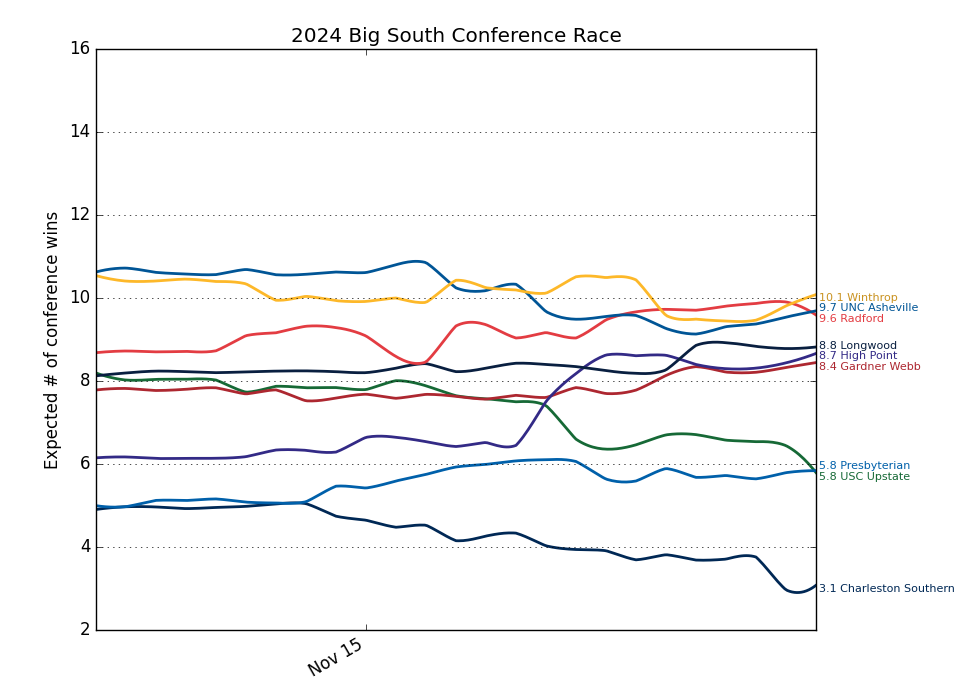 2024 Big South Conference Race
Expected # of conference wins
16
14
12
10
8
6
4
2
Nov 15
10.1 Winthrop
9.7 UNC Asheville
9.6 Radford
8.8 Longwood
8.7 High Point
8.4 Gardner Webb
5.8 Presbyterian
5.8 USC Upstate
3.1 Charleston Southern